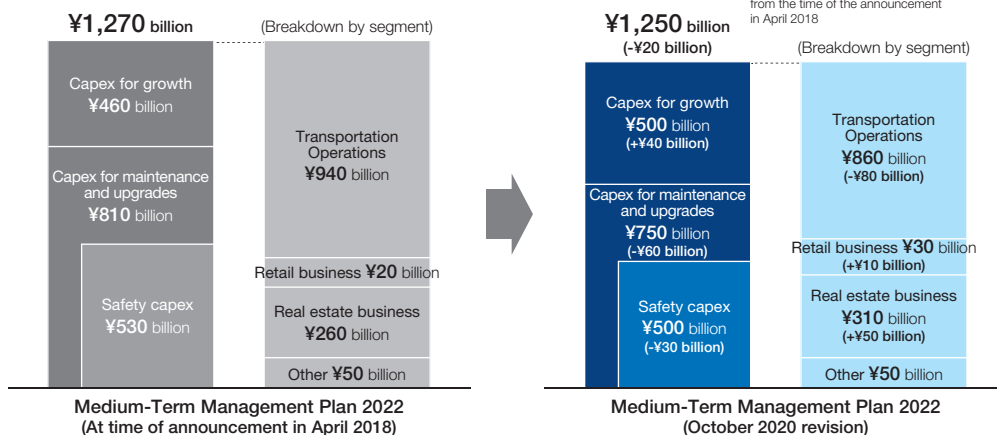 ¥1,270 billion
(Breakdown by segment)
Capex for growth
¥460 billion
Capex for maintenance
and upgrades
¥810 billion
Safety capex
¥530 billion
Transportation
Operations
¥940 billion
Retail business ¥20 billion
Real estate business
¥260 billion
Other ¥50 billion
Medium-Term Management Plan 2022
(At time of announcement in April 2018)
from the time of the announcement
in April 2018
¥1,250 billion
(-¥20 billion)
(Breakdown by segment)
Capex for growth
¥500 billion
(+¥40 billion)
Capex for maintenance
and upgrades
¥750 billion
(-¥60 billion)
Safety capex
¥500 billion
(-¥30 billion)
Transportation
Operations
¥860 billion
(-¥80 billion)
Retail business ¥30 billion
(+¥10 billion)
Real estate business
¥310 billion
(+¥50 billion)
Other ¥50 billion
Medium-Term Management Plan 2022
(October 2020 revision)